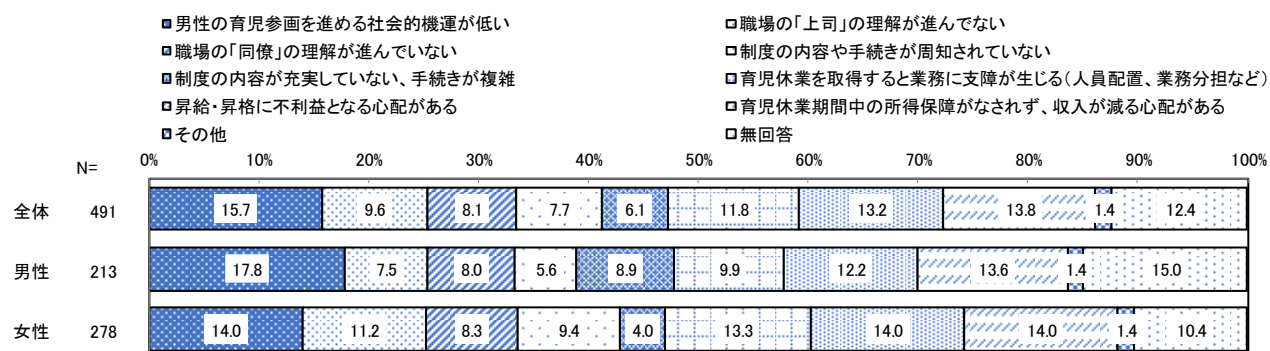 男性の育児参画を進める社会的機運が低い 職場の「上司」の理解が進んでない
職場の「同僚」の理解が進んでいない 制度の内容や手続きが周知されていない
制度の内容が充実していない、手続きが複雑 育児休業を取得すると業務に支障が生じる(人員配置、業務分担など)
昇給・昇格に不利益となる心配がある 育児休業期間中の所得保障がなされず、収入が減る心配がある
その他 無回答
N= 0% 10% 20% 30% 40% 50% 60% 70% 80% 90% 100%
全体 491 15.7 9.6 8.1 7.7 6.1 11.8 13.2 13.8 1.4 12.4
男性 213 17.8 7.5 8.0 5.6 8.9 9.9 12.2 13.6 1.4 15.0
女性 278 14.0 11.2 8.3 9.4 4.0 13.3 14.0 14.0 1.4 10.4